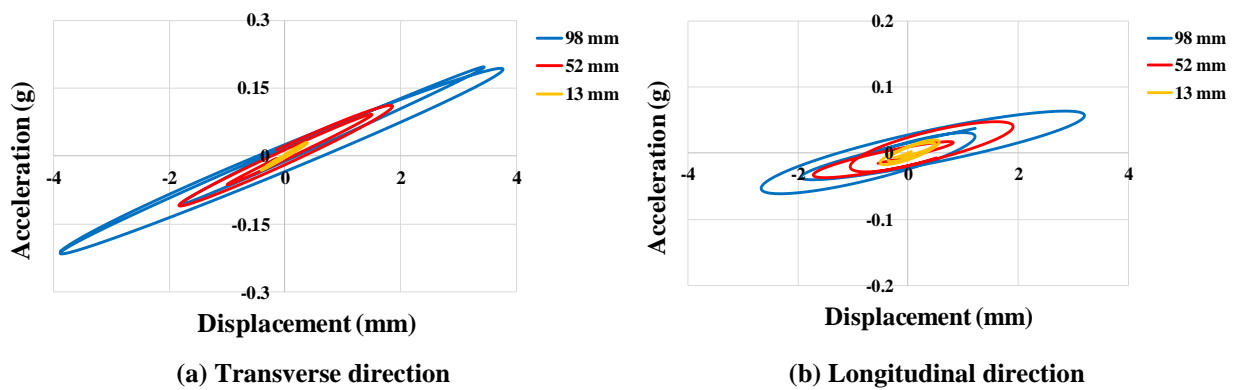 0.3
0.15
0
-0.15
-0.3
-4
-2
0
2
4
Acceleration (g)
Displacement (mm)
98 mm
52 mm
13 mm
(a) Transverse direction
0.2
0.1
0
-0.1
-0.2
-4
-2
0
2
4
Acceleration (g)
Displacement (mm)
98 mm
52 mm
13 mm
(b) Longitudinal direction